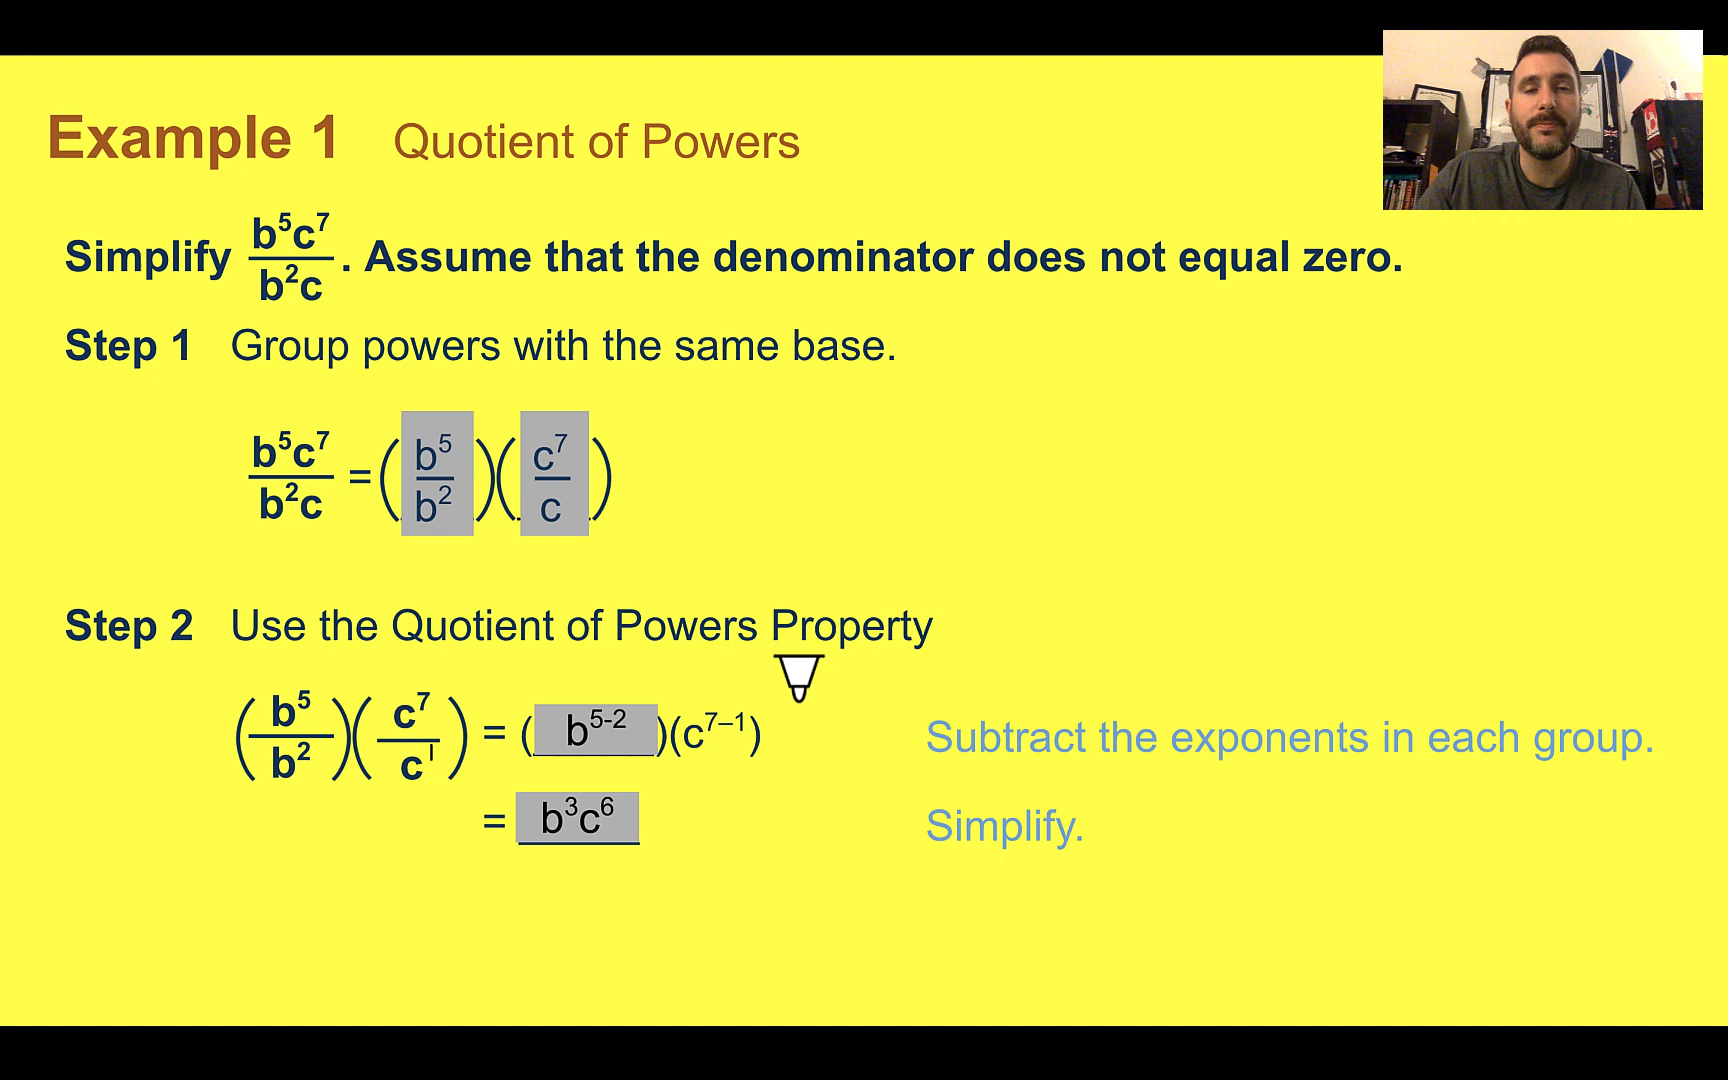 Example 1 Quotient of Powers
Simplify b⁵c⁷/b²c. Assume that the denominator does not equal zero.
Step 1 Group powers with the same base.
b⁵c⁷/b²c = (b⁵/b²)(c⁷/c)
Step 2 Use the Quotient of Powers Property
(b⁵/b²)(c⁷/c¹) = (b⁵⁻²)(c⁷⁻¹) Subtract the exponents in each group.
= b³c⁶ Simplify.